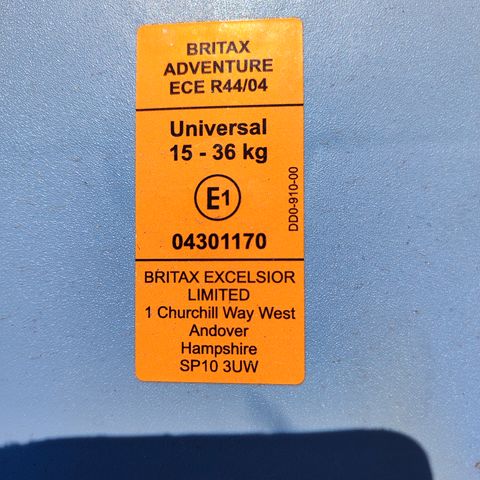 BRITAX
ADVENTURE
ECE R44/04
Universal
15 - 36 kg
E1
DD0-910-00
04301170
BRITAX EXCELSIOR
LIMITED
1 Churchill Way West
Andover
Hampshire
SP10 3UW